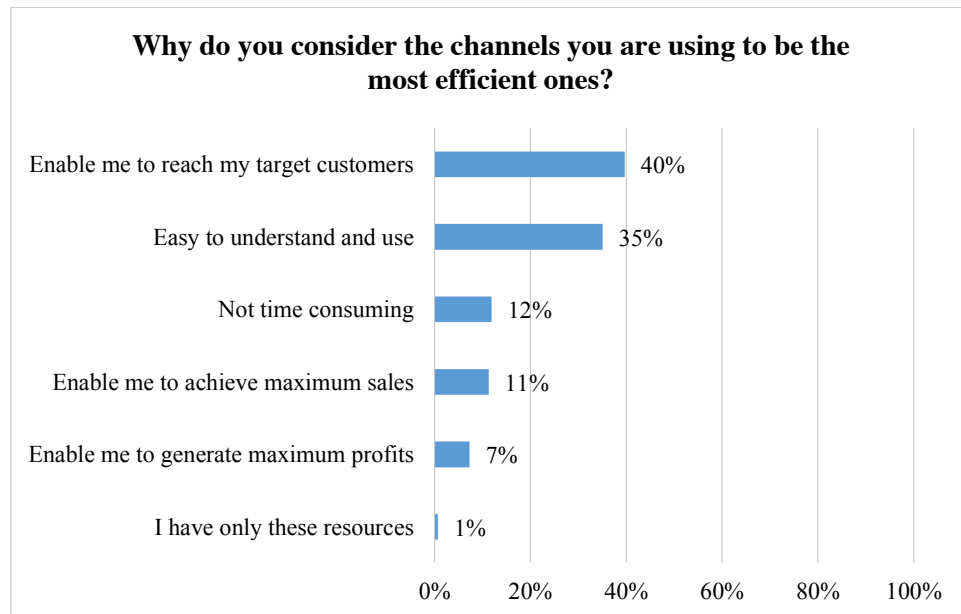 Why do you consider the channels you are using to be the
most efficient ones?
Enable me to reach my target customers 40%
Easy to understand and use 35%
Not time consuming 12%
Enable me to achieve maximum sales 11%
Enable me to generate maximum profits 7%
I have only these resources 1%
0% 20% 40% 60% 80% 100%